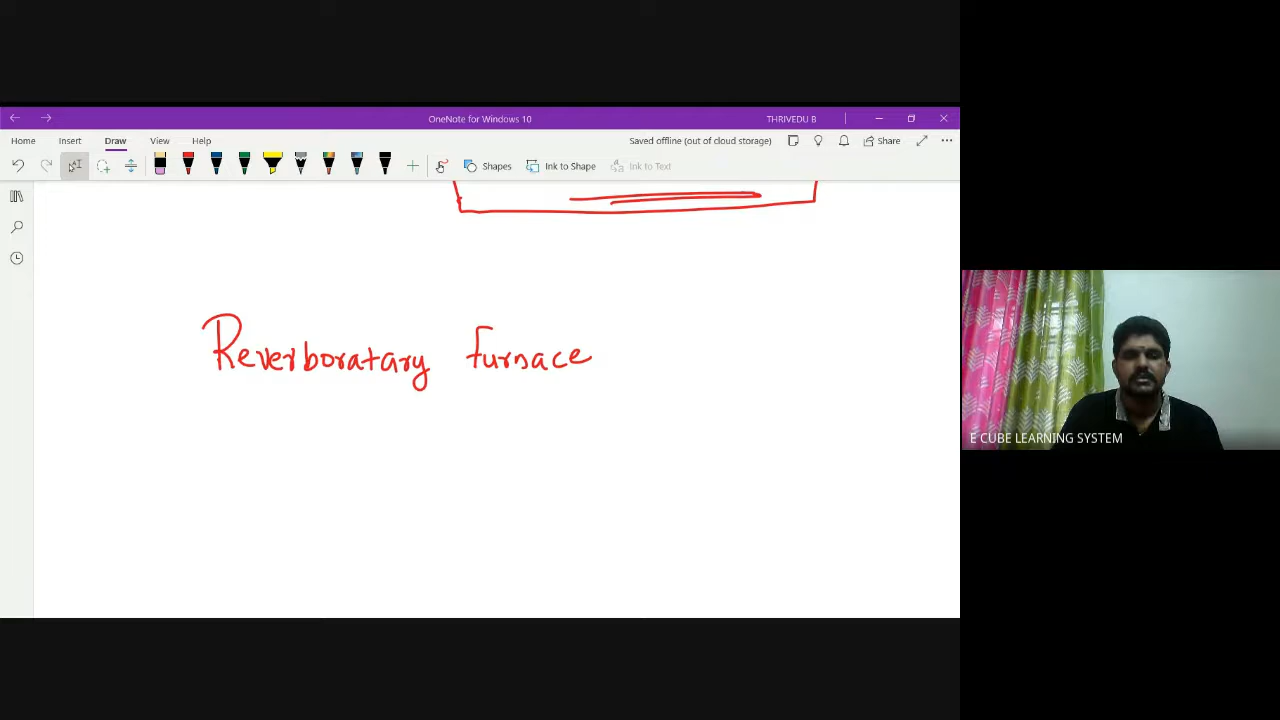 OneNote for Windows 10
THRIVEDU B
Home Insert Draw View Help
Saved offline (out of cloud storage)
Share
Shapes
Ink to Shape
Ink to Text
Reverboratary furnace
E CUBE LEARNING SYSTEM